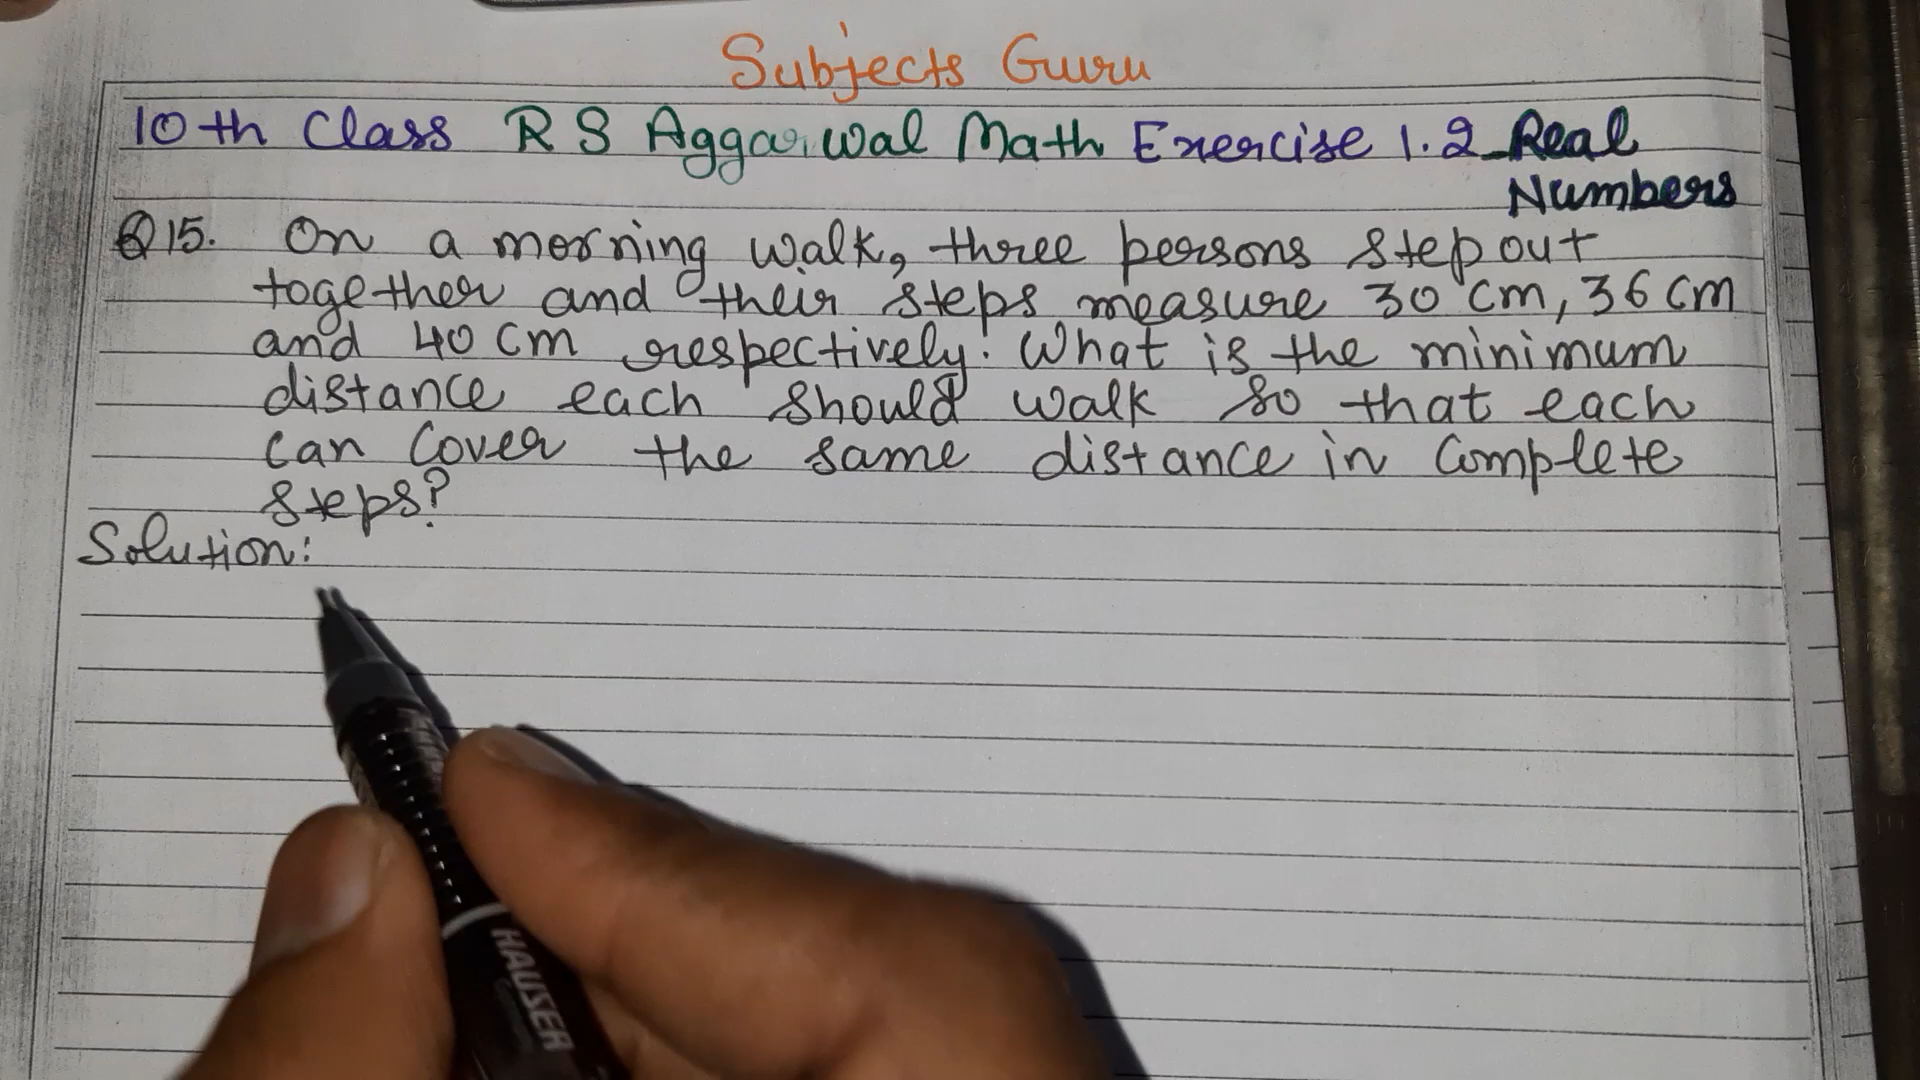 Subjects Guru
10th Class R S Aggarwal Math Exercise 1.2 Real
Numbers
Q15. On a morning walk, three persons step out
together and their steps measure 30 cm, 36 cm
and 40 cm respectively. What is the minimum
distance each should walk so that each
can cover the same distance in complete
steps?
Solution:
HAUSER